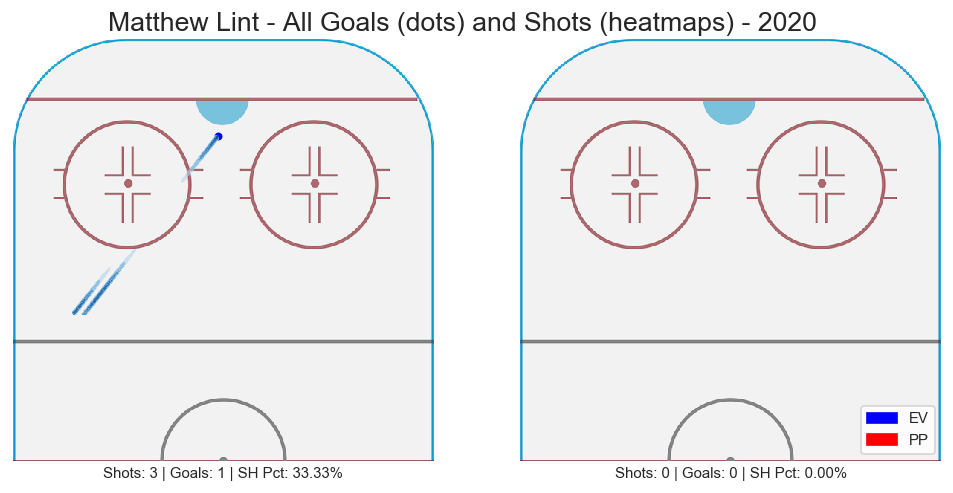 Matthew Lint - All Goals (dots) and Shots (heatmaps) - 2020
EV
PP
Shots: 3 | Goals: 1 | SH Pct: 33.33%
Shots: 0 | Goals: 0 | SH Pct: 0.00%